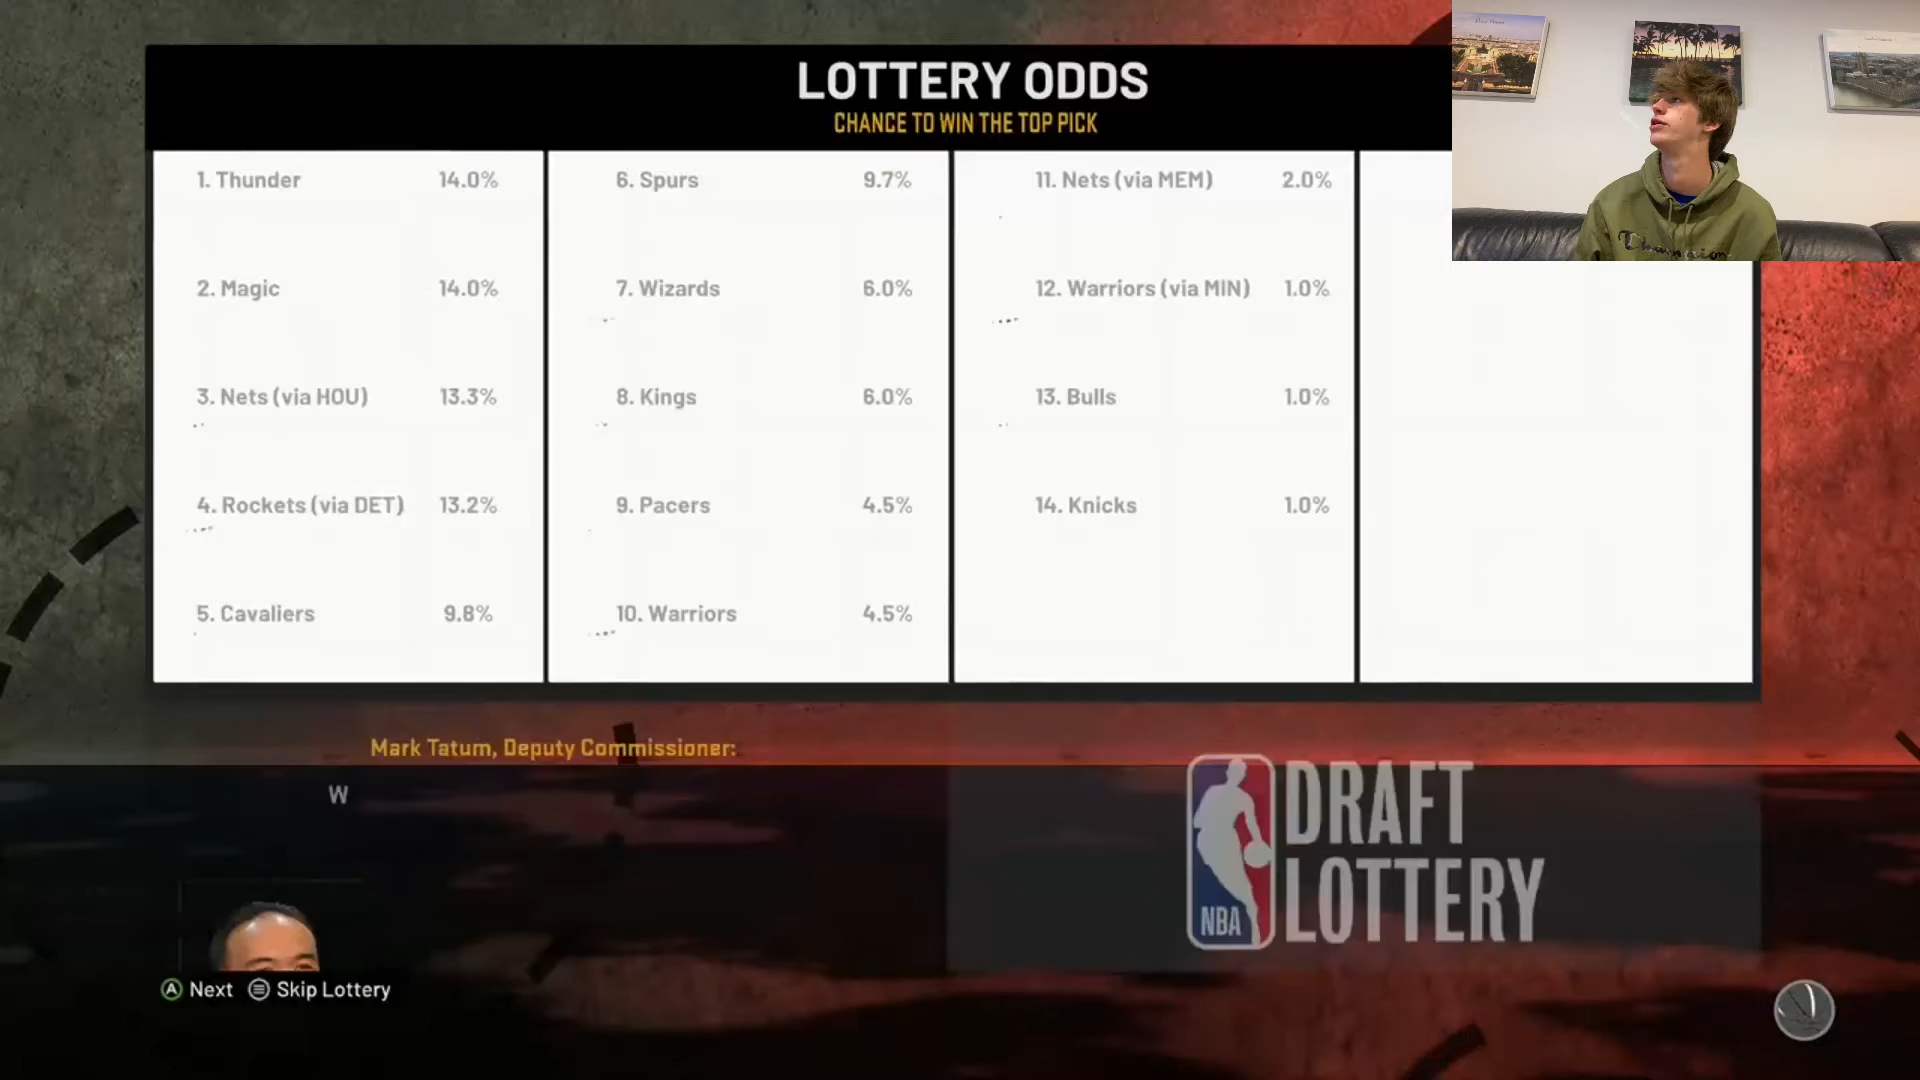 LOTTERY ODDS
CHANCE TO WIN THE TOP PICK
1. Thunder 14.0%
2. Magic 14.0%
3. Nets (via HOU) 13.3%
4. Rockets (via DET) 13.2%
5. Cavaliers 9.8%
6. Spurs 9.7%
7. Wizards 6.0%
8. Kings 6.0%
9. Pacers 4.5%
10. Warriors 4.5%
11. Nets (via MEM) 2.0%
12. Warriors (via MIN) 1.0%
13. Bulls 1.0%
14. Knicks 1.0%
Champion
Mark Tatum, Deputy Commissioner:
W
NBA
DRAFT
LOTTERY
A Next
Skip Lottery